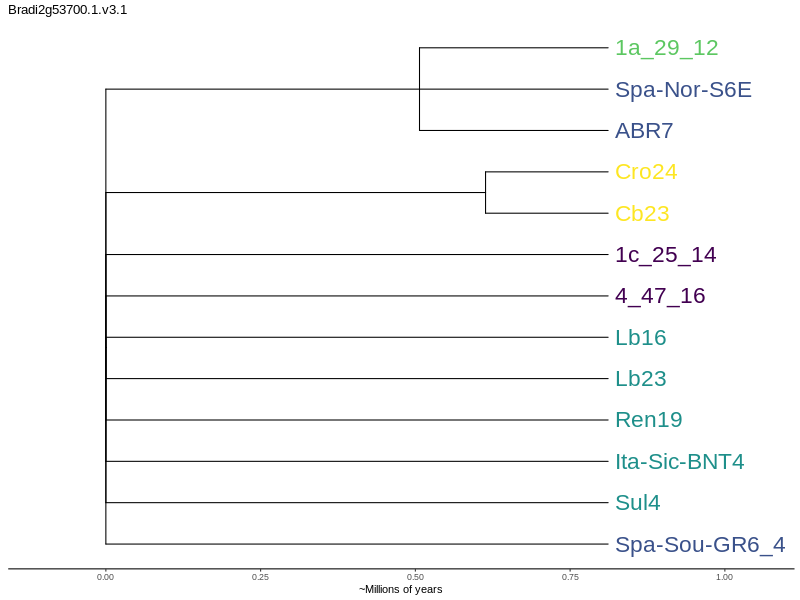 Bradi2g53700.1.v3.1
1a_29_12
Spa-Nor-S6E
ABR7
Cro24
Cb23
1c_25_14
4_47_16
Lb16
Lb23
Ren19
Ita-Sic-BNT4
Sul4
Spa-Sou-GR6_4
0.00 0.25 0.50 0.75 1.00
~Millions of years